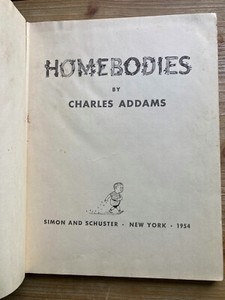 HOMEBODIES
BY
CHARLES ADDAMS
SIMON AND SCHUSTER - NEW YORK - 1954